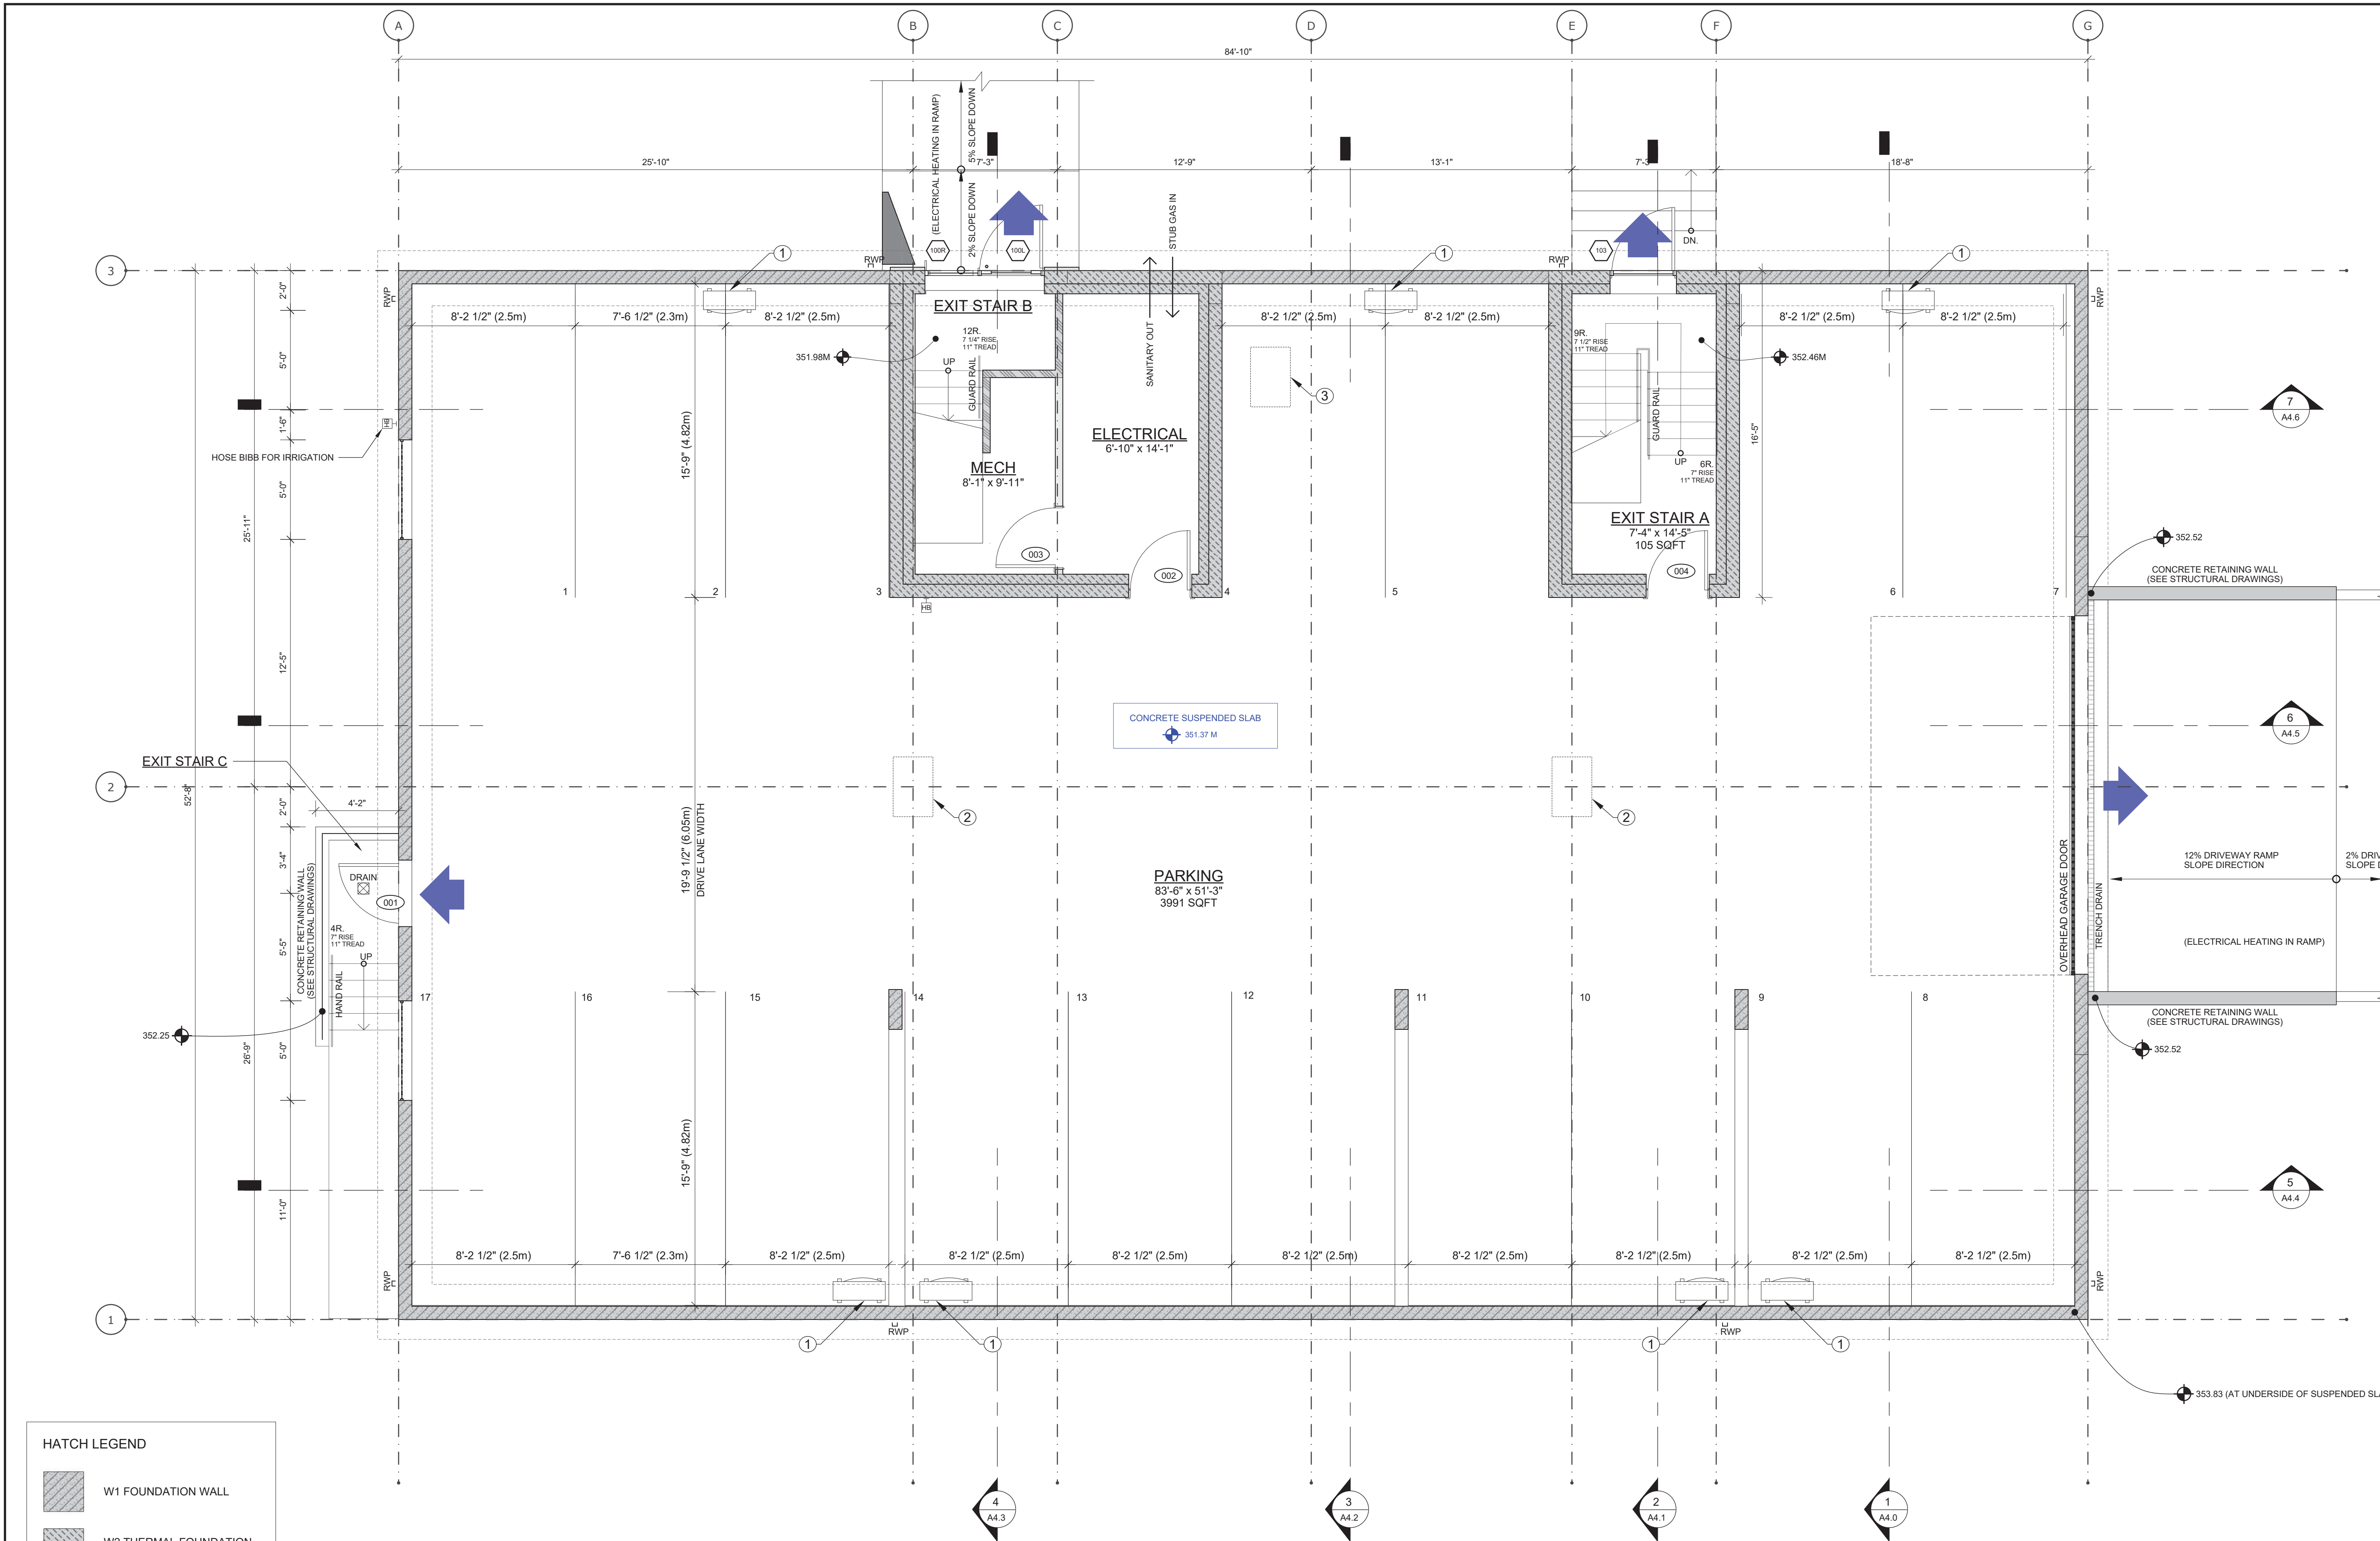 A
B
C
D
E
F
G
84'-10"
25'-10"
7'-3"
12'-9"
13'-1"
7'-3"
18'-8"
(ELECTRICAL HEATING IN RAMP)
5% SLOPE DOWN
2% SLOPE DOWN
STUB GAS IN
SANITARY OUT
DN.
100R
100L
103
1
1
1
RWP
RWP
3
RWP
RWP
2'-0"
5'-0"
1'-6"
5'-0"
12'-5"
2'-0"
3'-4"
5'-5"
5'-0"
11'-0"
25'-11"
26'-9"
52'-8"
8'-2 1/2" (2.5m)
7'-6 1/2" (2.3m)
8'-2 1/2" (2.5m)
8'-2 1/2" (2.5m)
8'-2 1/2" (2.5m)
8'-2 1/2" (2.5m)
8'-2 1/2" (2.5m)
EXIT STAIR B
12R.
7 1/4" RISE
11" TREAD
UP
GUARD RAIL
351.98M
9R.
7 1/2" RISE
11" TREAD
GUARD RAIL
352.46M
UP
6R.
7" RISE
11" TREAD
16'-5"
3
HB
HOSE BIBB FOR IRRIGATION
15'-9" (4.82m)
ELECTRICAL
6'-10" x 14'-1"
MECH
8'-1" x 9'-11"
EXIT STAIR A
7'-4" x 14'-5"
105 SQFT
003
002
004
HB
1
2
3
4
5
6
7
7
A4.6
352.52
CONCRETE RETAINING WALL
(SEE STRUCTURAL DRAWINGS)
CONCRETE SUSPENDED SLAB
351.37 M
6
A4.5
EXIT STAIR C
2
4'-2"
2
2
19'-9 1/2" (6.05m)
DRIVE LANE WIDTH
PARKING
83'-6" x 51'-3"
3991 SQFT
OVERHEAD GARAGE DOOR
TRENCH DRAIN
12% DRIVEWAY RAMP
SLOPE DIRECTION
2% DRIV
SLOPE D
(ELECTRICAL HEATING IN RAMP)
DRAIN
001
CONCRETE RETAINING WALL
(SEE STRUCTURAL DRAWINGS)
4R.
7" RISE
11" TREAD
UP
HAND RAIL
352.25
17
16
15
14
13
12
11
10
9
8
CONCRETE RETAINING WALL
(SEE STRUCTURAL DRAWINGS)
352.52
15'-9" (4.82m)
5
A4.4
8'-2 1/2" (2.5m)
7'-6 1/2" (2.3m)
8'-2 1/2" (2.5m)
8'-2 1/2" (2.5m)
8'-2 1/2" (2.5m)
8'-2 1/2" (2.5m)
8'-2 1/2" (2.5m)
8'-2 1/2" (2.5m)
8'-2 1/2" (2.5m)
8'-2 1/2" (2.5m)
RWP
RWP
1
RWP
RWP
1
1
1
1
353.83 (AT UNDERSIDE OF SUSPENDED SLA
HATCH LEGEND
W1 FOUNDATION WALL
W2 THERMAL FOUNDATION
4
A4.3
3
A4.2
2
A4.1
1
A4.0